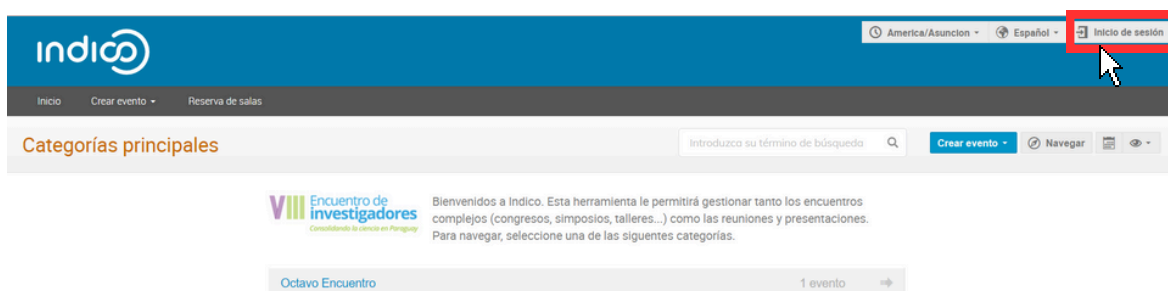 indico
America/Asuncion
Español
Inicio de sesión
Inicio
Crear evento
Reserva de salas
Categorías principales
Introduzca su término de búsqueda
Crear evento
Navegar
VIII Encuentro de
investigadores
Consolidando la ciencia en Paraguay
Bienvenidos a Indico. Esta herramienta le permitirá gestionar tanto los encuentros
complejos (congresos, simposios, talleres...) como las reuniones y presentaciones.
Para navegar, seleccione una de las siguentes categorías.
Octavo Encuentro
1 evento